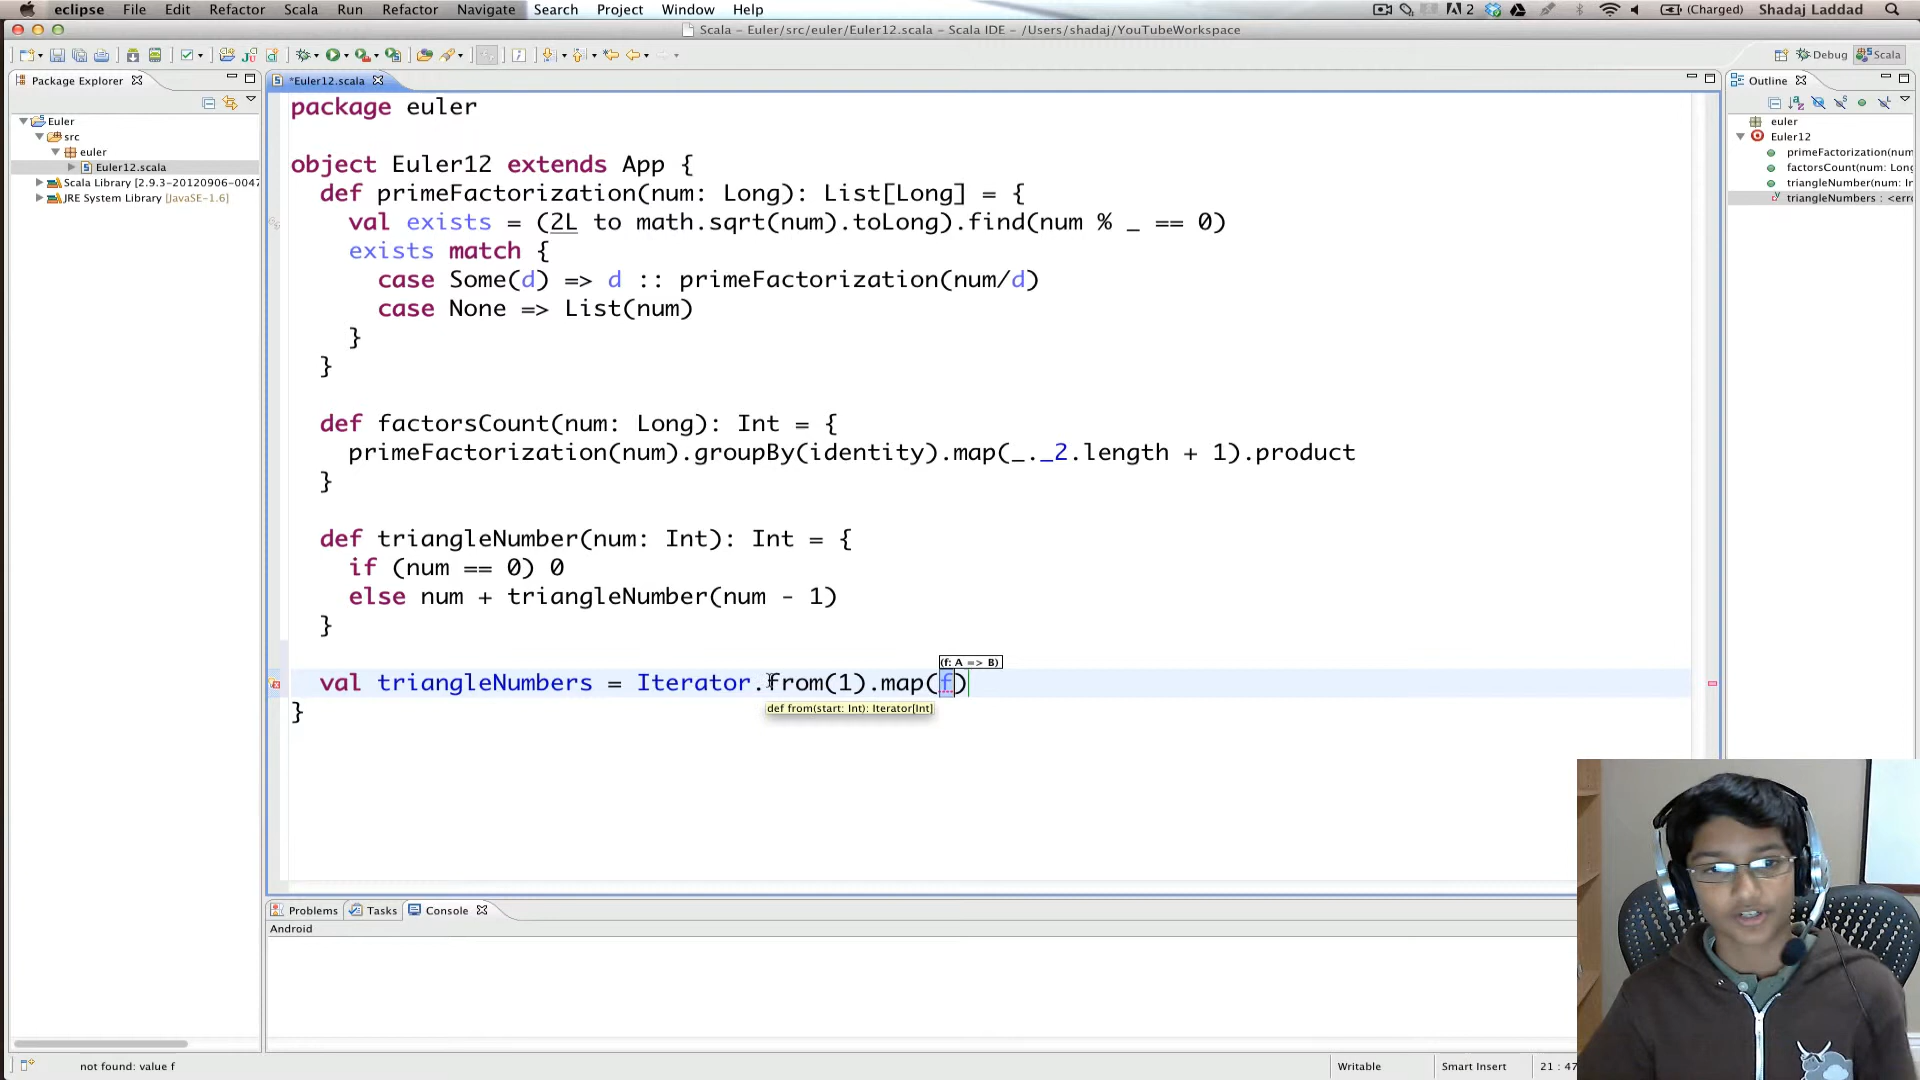 eclipse File Edit Refactor Scala Run Refactor Navigate Search Project Window Help 2 (Charged) Shadaj Laddad
Scala – Euler/src/euler/Euler12.scala – Scala IDE – /Users/shadaj/YouTubeWorkspace
Debug Scala
Package Explorer
Euler
src
euler
Euler12.scala
Scala Library [2.9.3-20120906-0047
JRE System Library [JavaSE-1.6]
*Euler12.scala
package euler
object Euler12 extends App {
def primeFactorization(num: Long): List[Long] = {
val exists = (2L to math.sqrt(num).toLong).find(num % _ == 0)
exists match {
case Some(d) => d :: primeFactorization(num/d)
case None => List(num)
}
}
def factorsCount(num: Long): Int = {
primeFactorization(num).groupBy(identity).map(_._2.length + 1).product
}
def triangleNumber(num: Int): Int = {
if (num == 0) 0
else num + triangleNumber(num - 1)
}
(f: A => B)
val triangleNumbers = Iterator.from(1).map(f)
def from(start: Int): Iterator[Int]
}
Outline
euler
Euler12
primeFactorization(num
factorsCount(num: Long
triangleNumber(num: In
triangleNumbers : <erro
Problems Tasks Console
Android
not found: value f
Writable Smart Insert 21 : 47